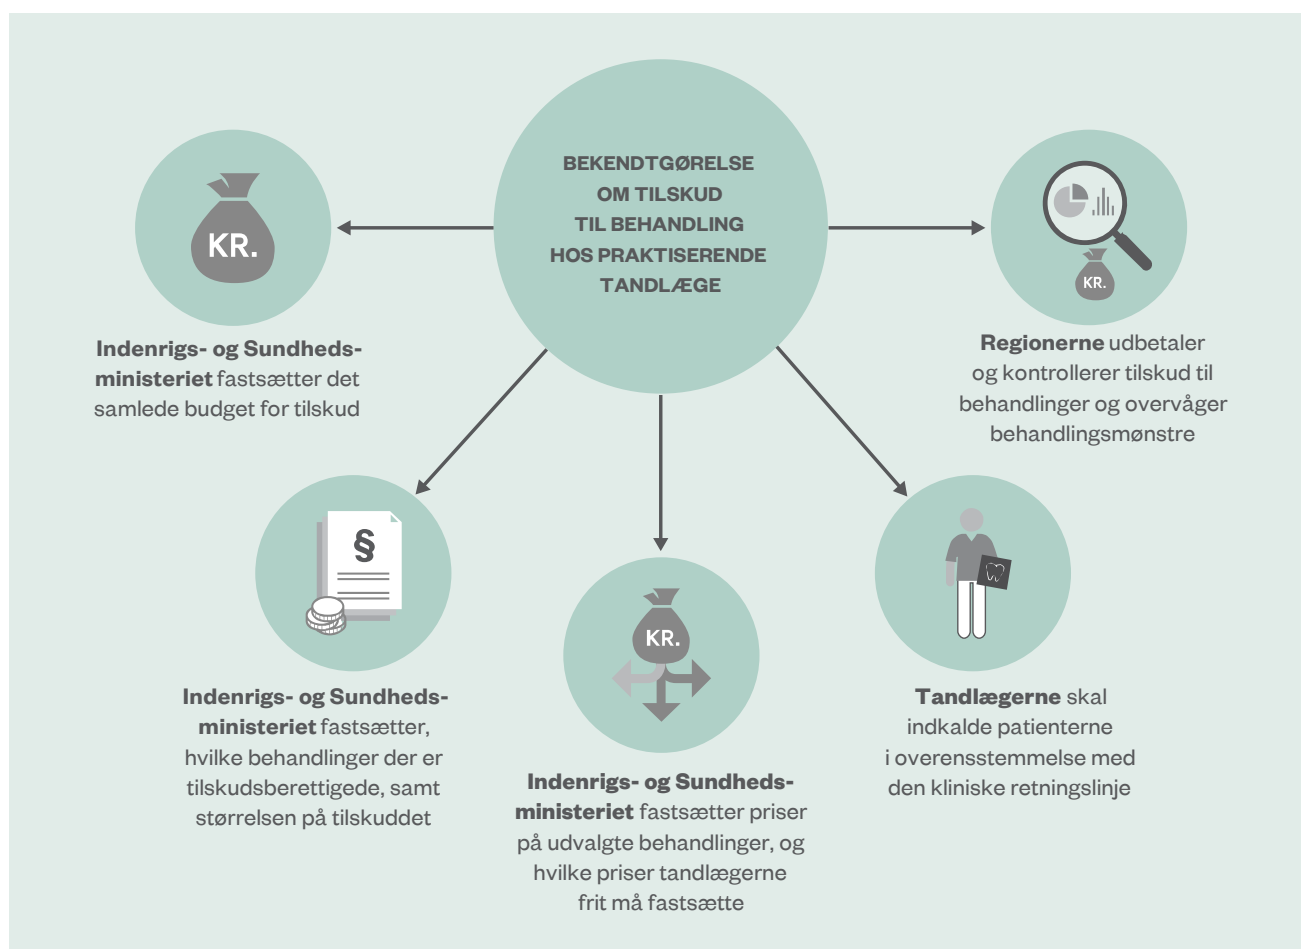 BEKENDTGØRELSE
OM TILSKUD
TIL BEHANDLING
HOS PRAKTISERENDE
TANDLÆGE
KR.
Indenrigs- og Sundheds-
ministeriet fastsætter det
samlede budget for tilskud
KR.
Regionerne udbetaler
og kontrollerer tilskud til
behandlinger og overvåger
behandlingsmønstre
§
Indenrigs- og Sundheds-
ministeriet fastsætter,
hvilke behandlinger der er
tilskudsberettigede, samt
størrelsen på tilskuddet
KR.
Indenrigs- og Sundheds-
ministeriet fastsætter priser
på udvalgte behandlinger, og
hvilke priser tandlægerne
frit må fastsætte
Tandlægerne skal
indkalde patienterne
i overensstemmelse med
den kliniske retningslinje